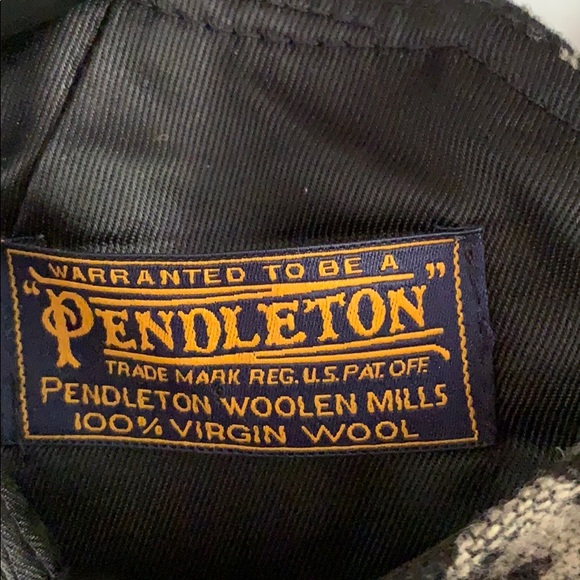 WARRANTED TO BE A
"PENDLETON"
TRADE MARK REG. U.S. PAT. OFF.
PENDLETON WOOLEN MILLS
100% VIRGIN WOOL